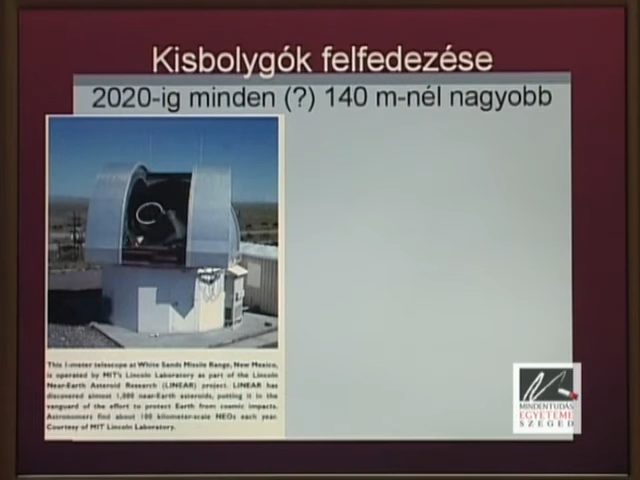 Kisbolygók felfedezése
2020-ig minden (?) 140 m-nél nagyobb
This 1-meter telescope at White Sands Missile Range, New Mexico,
is operated by MIT's Lincoln Laboratory as part of the Lincoln
Near-Earth Asteroid Research (LINEAR) project. LINEAR has
discovered almost 1,000 near-Earth asteroids, putting it in the
vanguard of the effort to protect Earth from cosmic impacts.
Astronomers find about 100 kilometer-scale NEOs each year.
Courtesy of MIT Lincoln Laboratory.
MINDENTUDÁS
EGYETEME
SZEGED